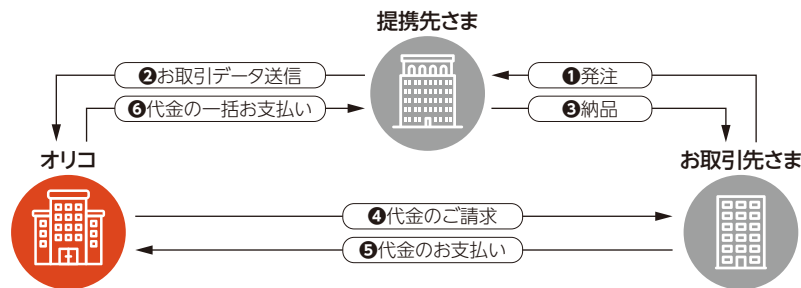 提携先さま
❷お取引データ送信
❶発注
❻代金の一括お支払い
❸納品
オリコ
お取引先さま
❹代金のご請求
❺代金のお支払い